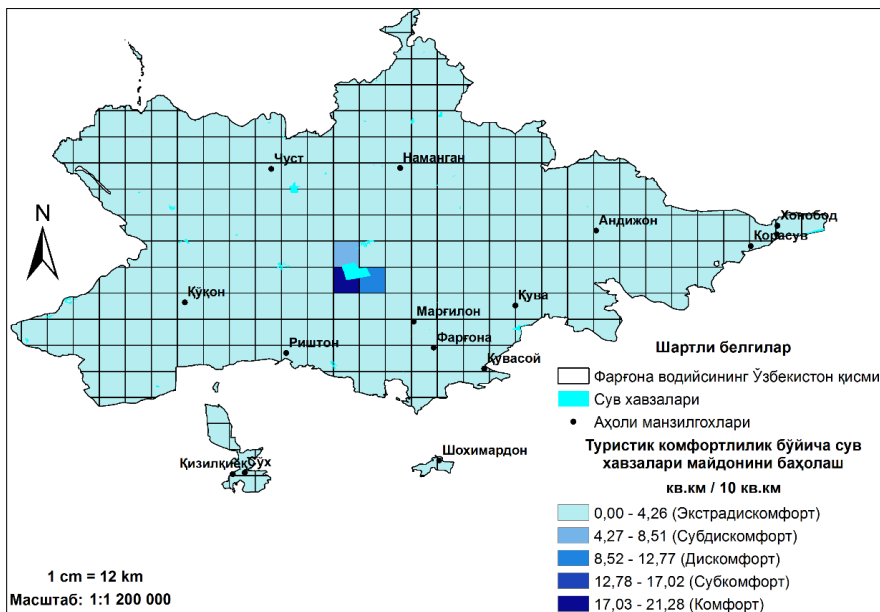 Чуст
Наманган
N
Андижон
Хонобод
Қорасув
Қўқон
Қува
Марғилон
Фарғона
Риштон
Қувасой
Қизилқиёқ
Сўх
Шохимардон
Шартли белгилар
Фарғона водийсининг Ўзбекистон қисми
Сув хавзалари
Аҳоли манзилгоҳлари
Туристик комфортлилик бўйича сув
хавзалари майдонини баҳолаш
кв.км / 10 кв.км
0,00 - 4,26 (Экстрадискомфорт)
4,27 - 8,51 (Субдискомфорт)
8,52 - 12,77 (Дискомфорт)
12,78 - 17,02 (Субкомфорт)
17,03 - 21,28 (Комфорт)
1 cm = 12 km
Масштаб: 1:1 200 000